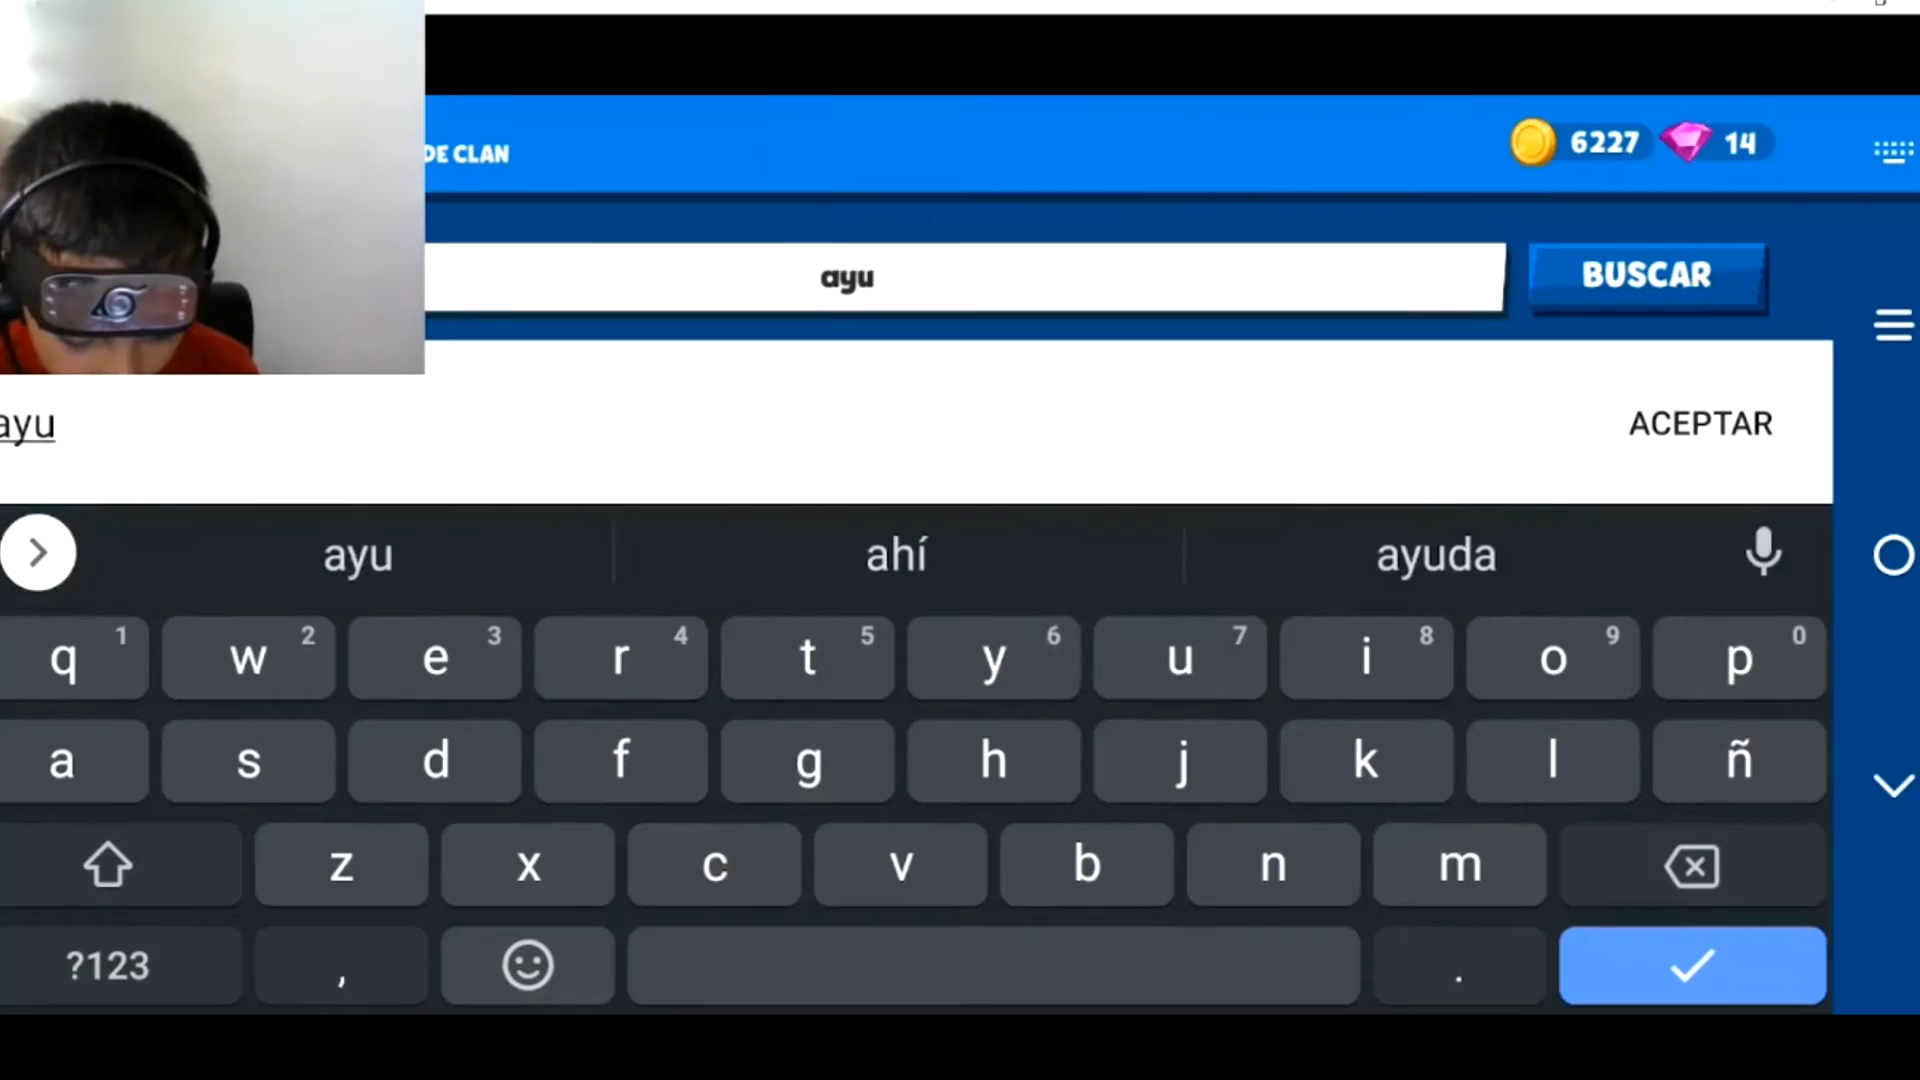 DE CLAN
6227
14
ayu
BUSCAR
ayu
ACEPTAR
ayu ahí ayuda
q 1 w 2 e 3 r 4 t 5 y 6 u 7 i 8 o 9 p 0
a s d f g h j k l ñ
z x c v b n m
?123 , .